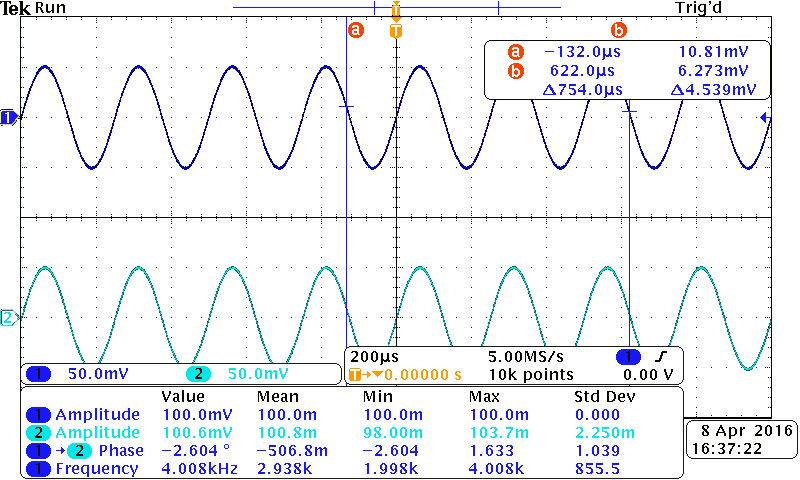 Tek Run Trig'd
T
a T b
a −132.0µs 10.81mV
b 622.0µs 6.273mV
Δ754.0µs Δ4.539mV
1
2
1 50.0mV 2 50.0mV
200µs 5.00MS/s 1
T→▼0.00000 s 10k points 0.00 V
Value Mean Min Max Std Dev
1 Amplitude 100.0mV 100.0m 100.0m 100.0m 0.000
2 Amplitude 100.6mV 100.8m 98.00m 103.7m 2.250m
1 → 2 Phase −2.604 ° −506.8m −2.604 1.633 1.039
1 Frequency 4.008kHz 2.938k 1.998k 4.008k 855.5
8 Apr 2016
16:37:22